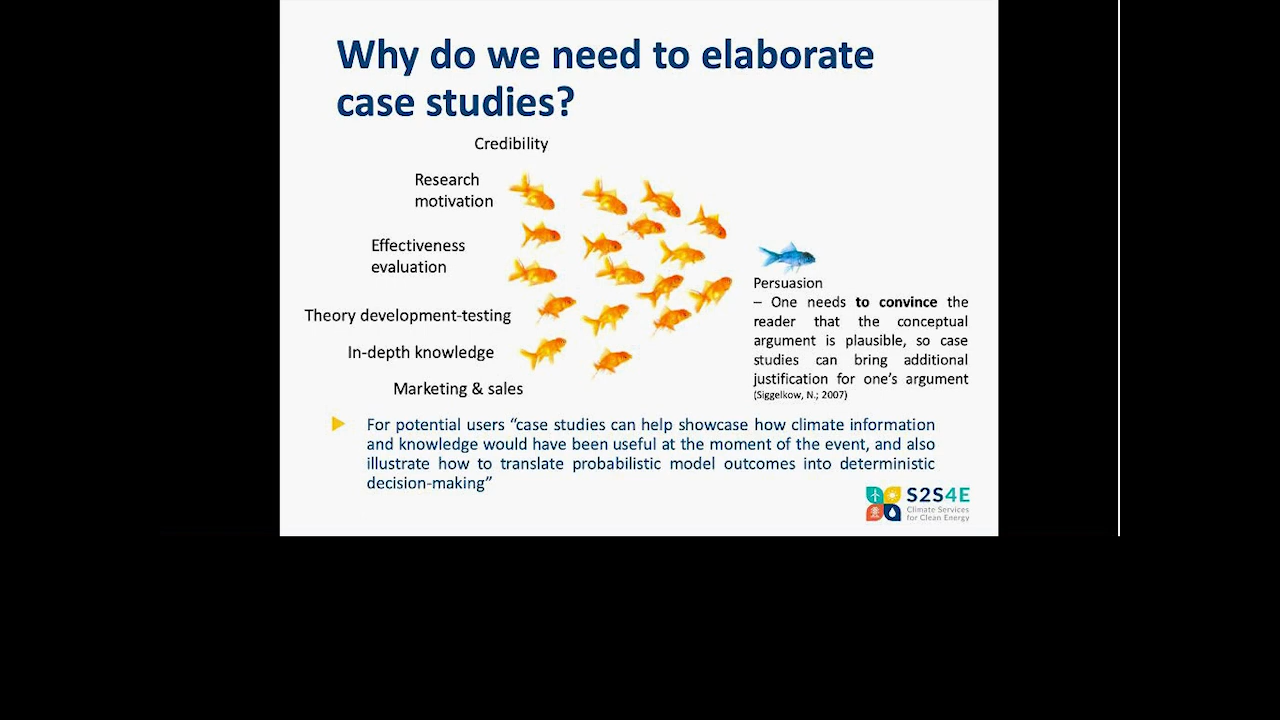 Why do we need to elaborate
case studies?
Credibility
Research
motivation
Effectiveness
evaluation
Theory development-testing
In-depth knowledge
Marketing & sales
Persuasion
– One needs to convince the
reader that the conceptual
argument is plausible, so case
studies can bring additional
justification for one’s argument
(Siggelkow, N.; 2007)
For potential users “case studies can help showcase how climate information
and knowledge would have been useful at the moment of the event, and also
illustrate how to translate probabilistic model outcomes into deterministic
decision-making”
S2S4E
Climate Services
for Clean Energy